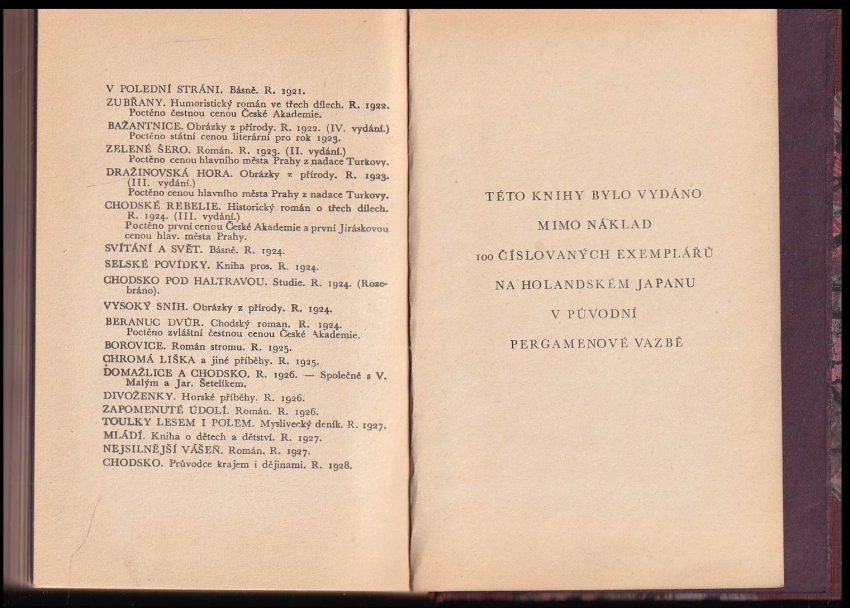 V POLEDNÍ STRÁNI. Básně. R. 1921.
ZUBŘANY. Humoristický román ve třech dílech. R. 1922.
Poctěno čestnou cenou České Akademie.
BAŽANTNICE. Obrázky z přírody. R. 1922. (IV. vydání.)
Poctěno státní cenou literární pro rok 1923.
ZELENÉ ŠERO. Román. R. 1923. (II. vydání.)
Poctěno cenou hlavního města Prahy z nadace Turkovy.
DRAŽINOVSKÁ HORA. Obrázky z přírody. R. 1923.
(III. vydání.)
Poctěno cenou hlavního města Prahy z nadace Turkovy.
CHODSKÉ REBELIE. Historický román o třech dílech.
R. 1924. (III. vydání.)
Poctěno první cenou České Akademie a první Jiráskovou
cenou hlav. města Prahy.
SVÍTÁNÍ A SVĚT. Básně. R. 1924.
SELSKÉ POVÍDKY. Kniha pros. R. 1924.
CHODSKO POD HALTRAVOU. Studie. R. 1924. (Roze-
bráno).
VYSOKÝ SNÍH. Obrázky z přírody. R. 1924.
BERANUC DVŮR. Chodský roman. R. 1924.
Poctěno zvláštní čestnou cenou České Akademie.
BOROVICE. Román stromu. R. 1925.
CHROMÁ LIŠKA a jiné příběhy. R. 1925.
DOMAŽLICE A CHODSKO. R. 1926. — Společně s V.
Malým a Jar. Šetelíkem.
DIVOŽENKY. Horské příběhy. R. 1926.
ZAPOMENUTÉ ÚDOLÍ. Román. R. 1926.
TOULKY LESEM I POLEM. Myslivecký deník. R. 1927.
MLÁDÍ. Kniha o dětech a dětství. R. 1927.
NEJSILNĚJŠÍ VÁŠEŇ. Román. R. 1927.
CHODSKO. Průvodce krajem i dějinami. R. 1928.
TÉTO KNIHY BYLO VYDÁNO
MIMO NÁKLAD
100 ČÍSLOVANÝCH EXEMPLÁŘŮ
NA HOLANDSKÉM JAPANU
V PŮVODNÍ
PERGAMENOVÉ VAZBĚ